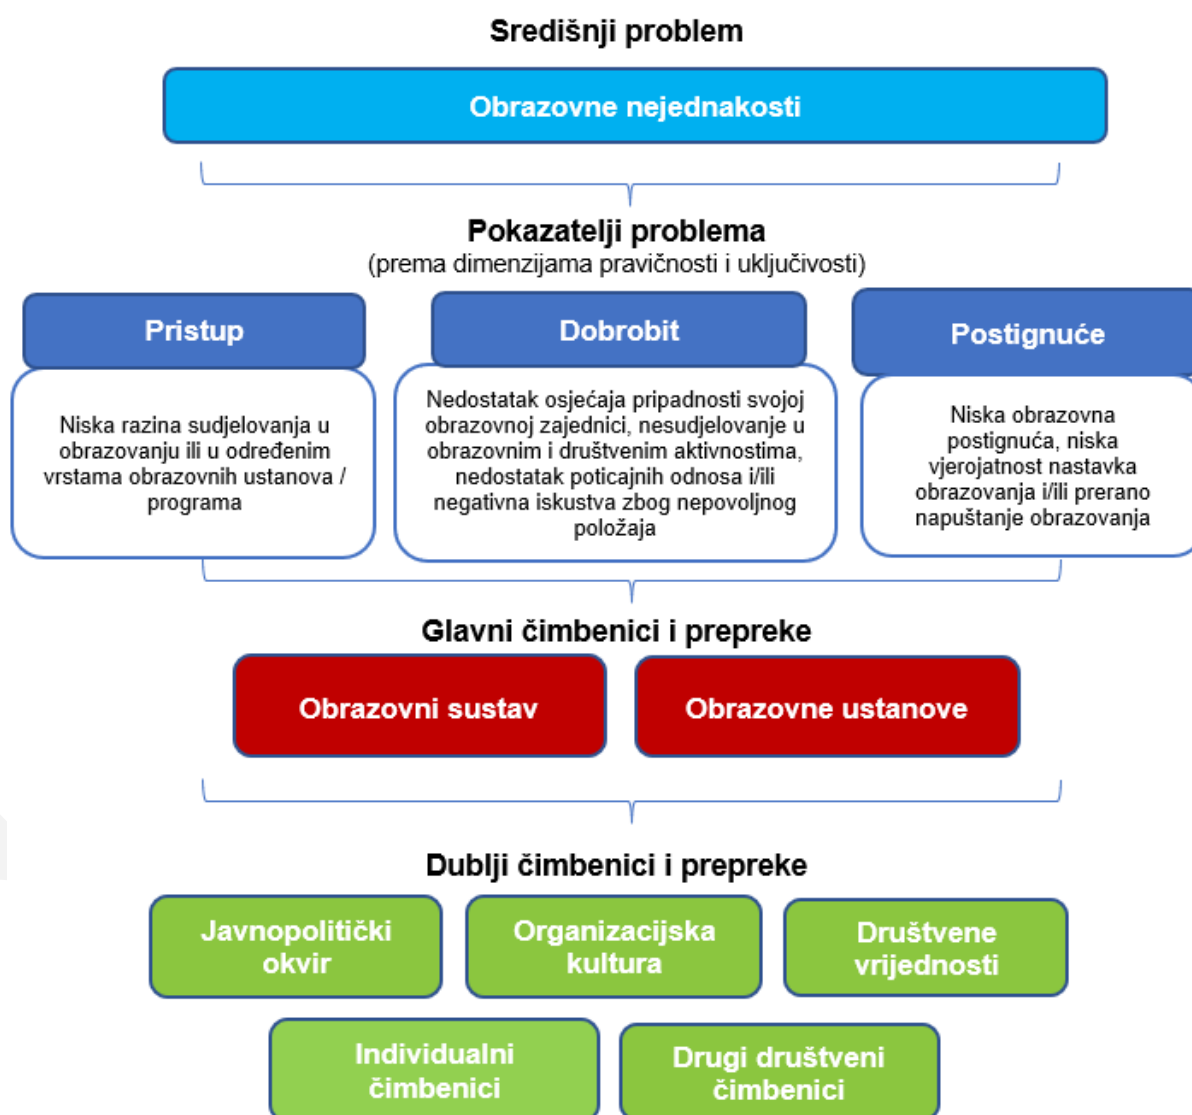 Središnji problem
Obrazovne nejednakosti
Pokazatelji problema
(prema dimenzijama pravičnosti i uključivosti)
Pristup
Niska razina sudjelovanja u
obrazovanju ili u određenim
vrstama obrazovnih ustanova /
programa
Dobrobit
Nedostatak osjećaja pripadnosti svojoj
obrazovnoj zajednici, nesudjelovanje u
obrazovnim i društvenim aktivnostima,
nedostatak poticajnih odnosa i/ili
negativna iskustva zbog nepovoljnog
položaja
Postignuće
Niska obrazovna
postignuća, niska
vjerojatnost nastavka
obrazovanja i/ili prerano
napuštanje obrazovanja
Glavni čimbenici i prepreke
Obrazovni sustav
Obrazovne ustanove
Dublji čimbenici i prepreke
Javnopolitički
okvir
Organizacijska
kultura
Društvene
vrijednosti
Individualni
čimbenici
Drugi društveni
čimbenici